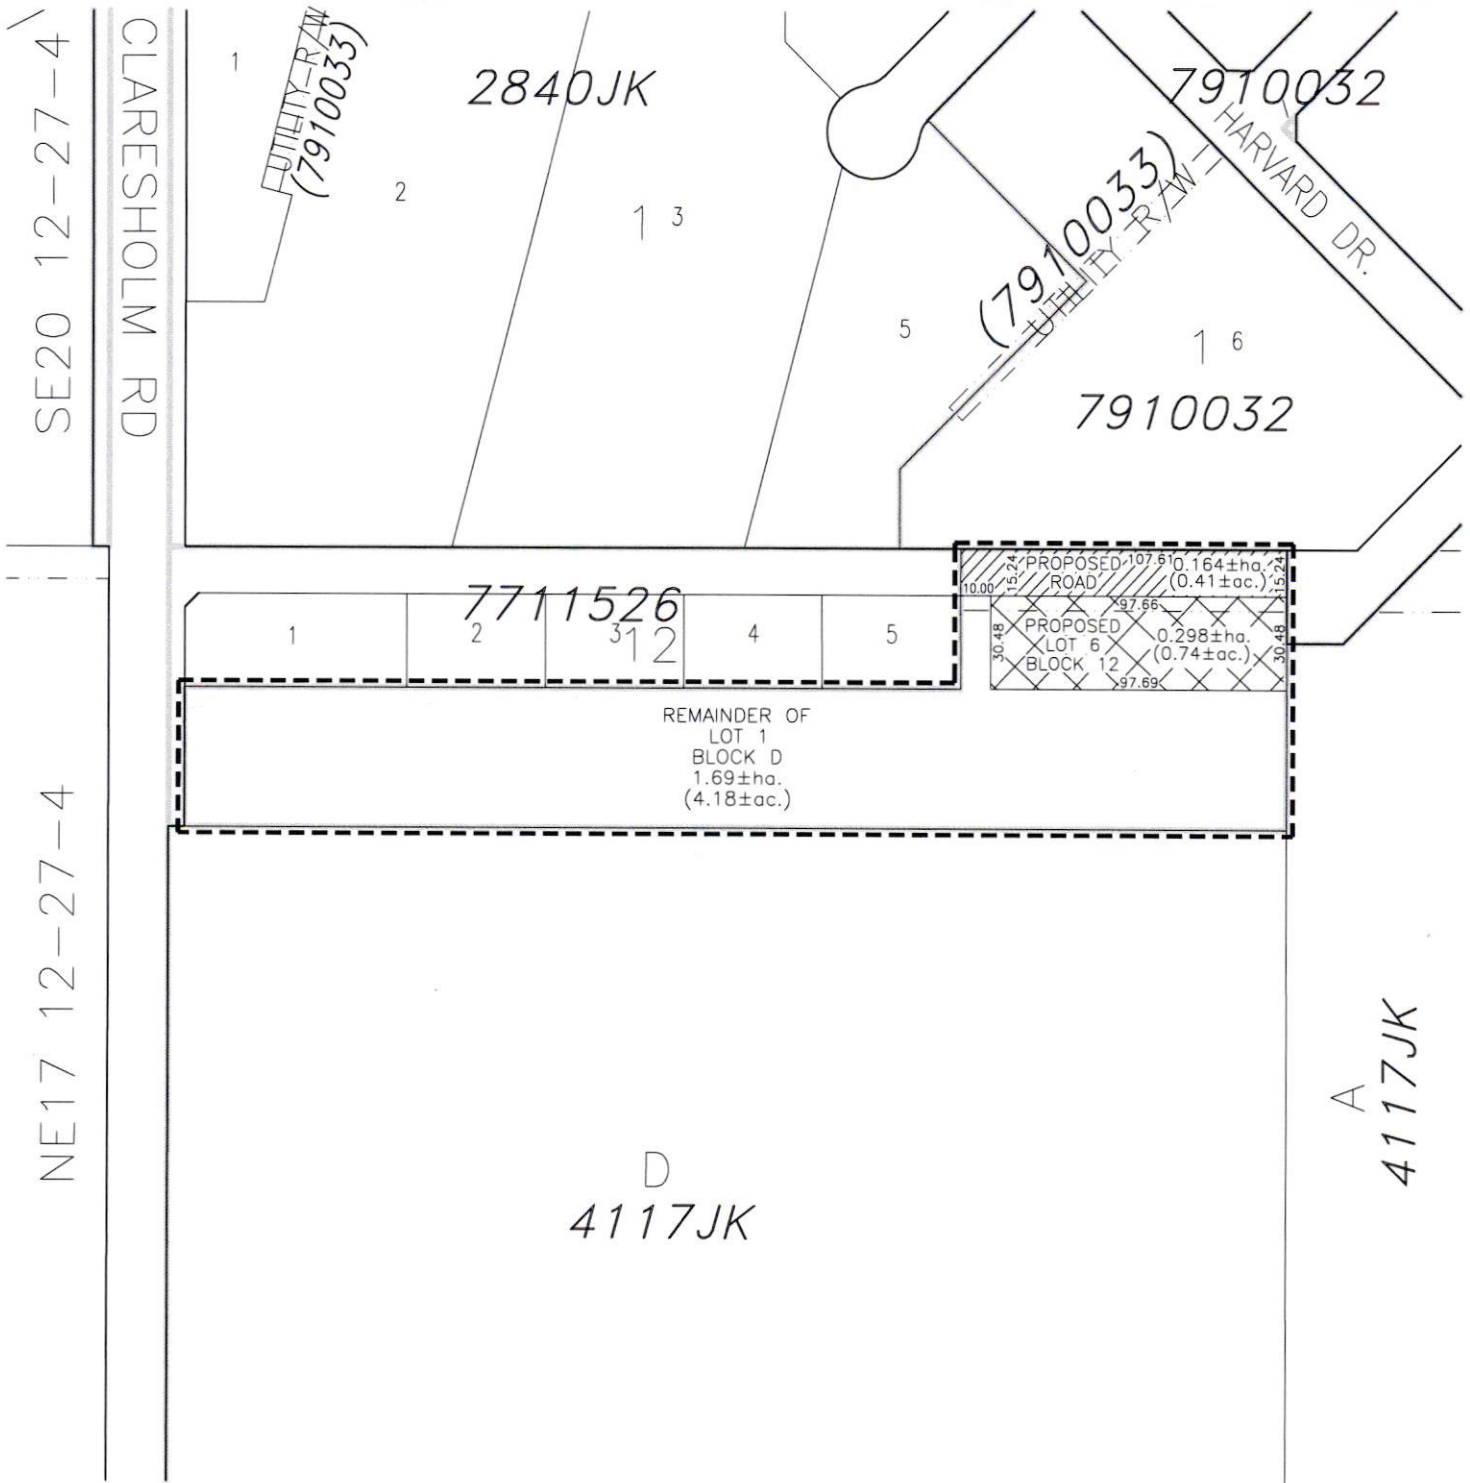 SE20 12-27-4
CLARESHOLM RD
1
UTILITY R/W
(7910033)
2840JK
2
1 3
7910032
HARVARD DR.
(7910033)
UTILITY R/W
5
1 6
7910032
7711526
12
1
2
3
4
5
PROPOSED
ROAD
107.61
0.164±ha.
(0.41±ac.)
15.24
15.24
10.00
97.66
PROPOSED
LOT 6
BLOCK 12
0.298±ha.
(0.74±ac.)
30.48
30.48
97.69
REMAINDER OF
LOT 1
BLOCK D
1.69±ha.
(4.18±ac.)
NE17 12-27-4
D
4117JK
A
4117JK